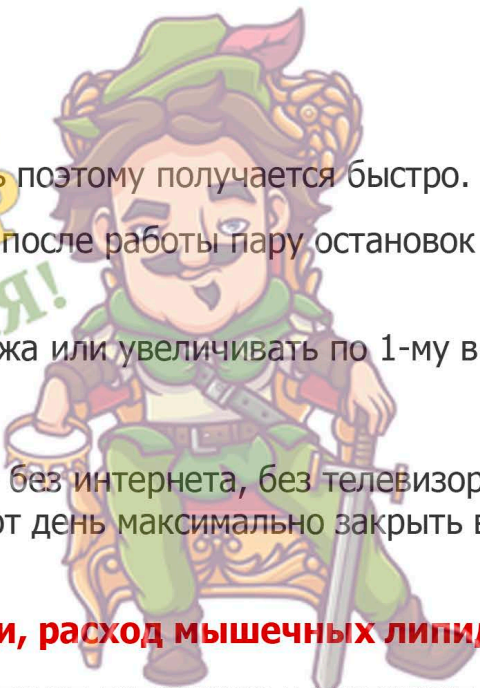 ь поэтому получается быстро.
после работы пару остановок
Я!
жа или увеличивать по 1-му в
без интернета, без телевизор
от день максимально закрыть в
и, расход мышечных липид